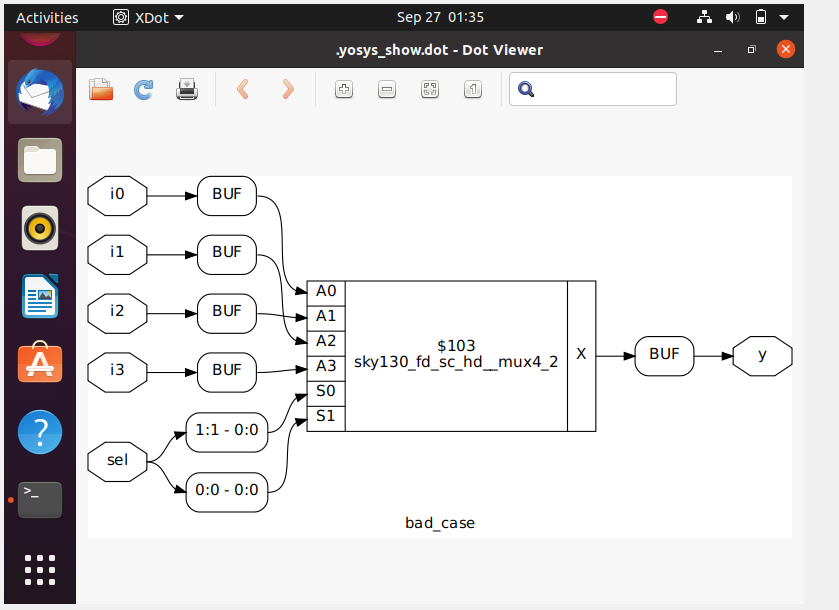 Activities XDot Sep 27 01:35
.yosys_show.dot - Dot Viewer
i0 BUF
i1 BUF
i2 BUF
i3 BUF
sel
1:1 - 0:0
0:0 - 0:0
A0
A1
A2
A3
S0
S1
$103
sky130_fd_sc_hd__mux4_2
X
BUF
y
bad_case